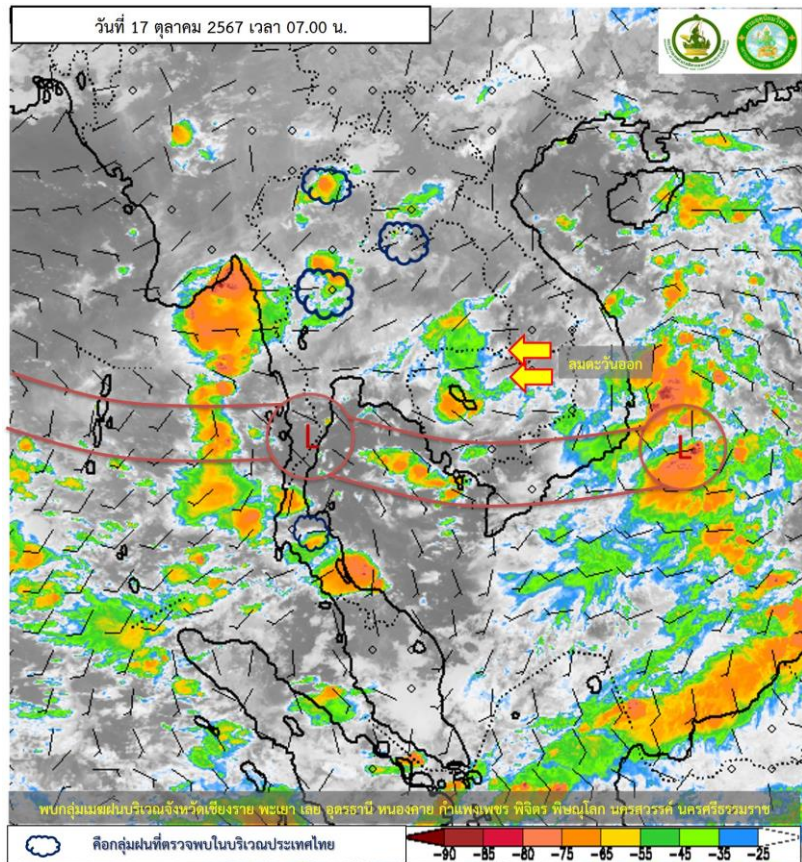 วันที่ 17 ตุลาคม 2567 เวลา 07.00 น.
ลมตะวันออก
L
L
พบกลุ่มเมฆฝนบริเวณจังหวัดเชียงราย พะเยา เลย อุดรธานี หนองคาย กำแพงเพชร พิจิตร พิษณุโลก นครสวรรค์ นครศรีธรรมราช
คือกลุ่มฝนที่ตรวจพบในบริเวณประเทศไทย
-90 -85 -80 -75 -65 -55 -45 -35 -25